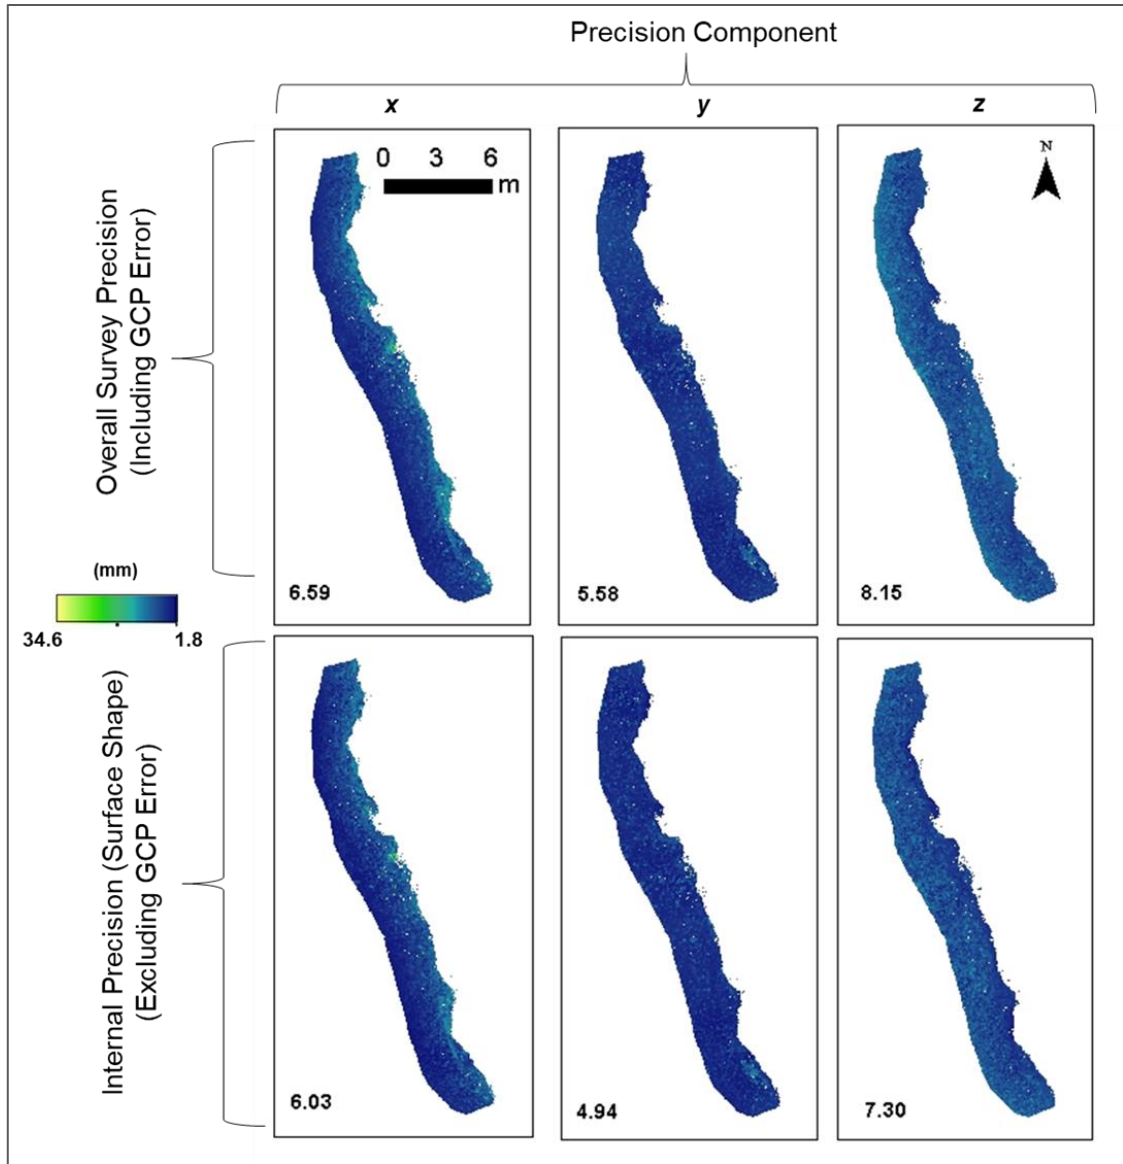 Precision Component
x
y
z
0 3 6
m
N
Overall Survey Precision
(Including GCP Error)
6.59
5.58
8.15
(mm)
34.6
1.8
Internal Precision (Surface Shape)
(Excluding GCP Error)
6.03
4.94
7.30